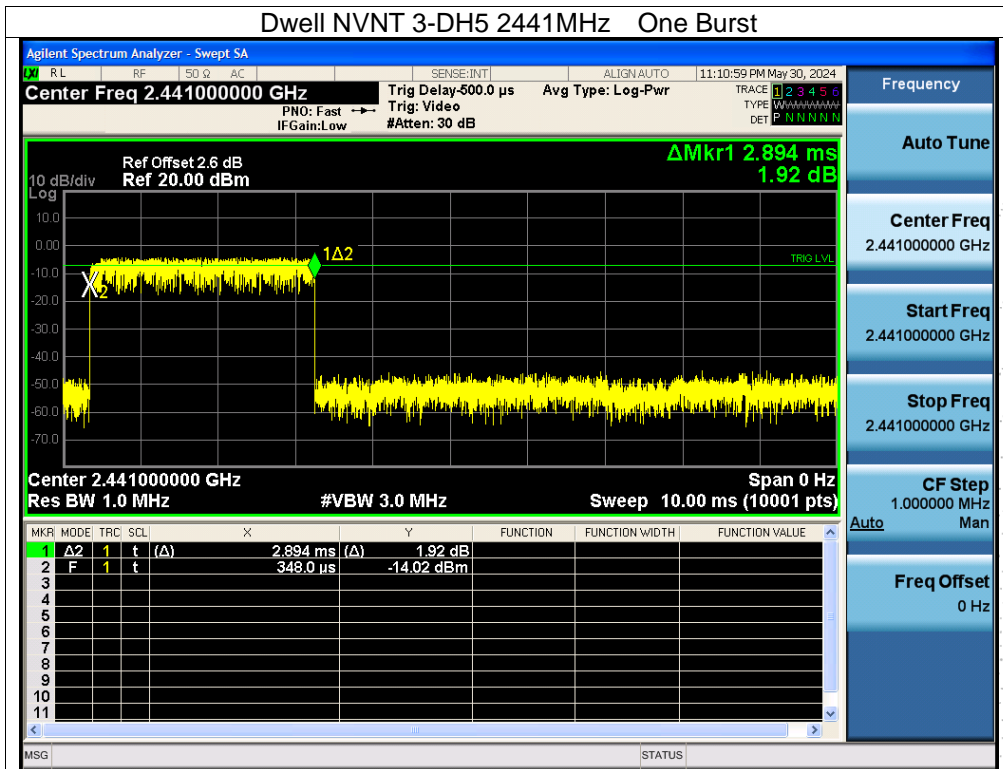 Dwell NVNT 3-DH5 2441MHz One Burst
Agilent Spectrum Analyzer - Swept SA
LXI RL RF 50 Ω AC SENSE:INT ALIGN AUTO 11:10:59 PM May 30, 2024
Center Freq 2.441000000 GHz Trig Delay-500.0 μs Avg Type: Log-Pwr TRACE 1 2 3 4 5 6
PNO: Fast Trig: Video TYPE WWWWWW
IFGain:Low #Atten: 30 dB DET P N N N N N
ΔMkr1 2.894 ms
1.92 dB
Ref Offset 2.6 dB
10 dB/div Ref 20.00 dBm
Log
10.0
0.00
-10.0
-20.0
-30.0
-40.0
-50.0
-60.0
-70.0
1Δ2
TRIG LVL
2
Center 2.441000000 GHz Span 0 Hz
Res BW 1.0 MHz #VBW 3.0 MHz Sweep 10.00 ms (10001 pts)
MKR MODE TRC SCL X Y FUNCTION FUNCTION WIDTH FUNCTION VALUE
1 Δ2 1 t (Δ) 2.894 ms (Δ) 1.92 dB
2 F 1 t 348.0 μs -14.02 dBm
3
4
5
6
7
8
9
10
11
MSG STATUS
Frequency
Auto Tune
Center Freq
2.441000000 GHz
Start Freq
2.441000000 GHz
Stop Freq
2.441000000 GHz
CF Step
1.000000 MHz
Auto Man
Freq Offset
0 Hz